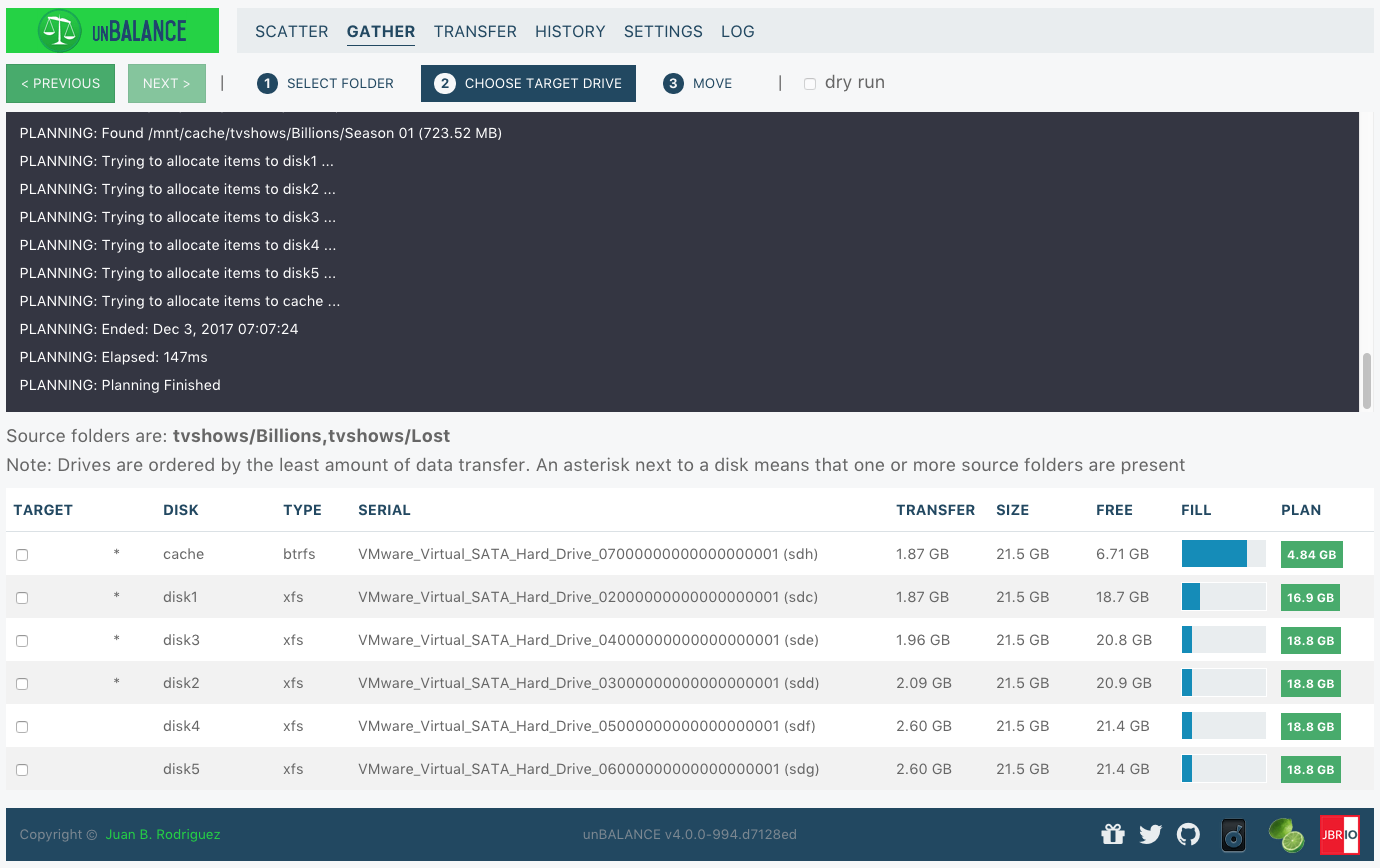 unBALANCE
SCATTER GATHER TRANSFER HISTORY SETTINGS LOG
< PREVIOUS NEXT > | 1 SELECT FOLDER 2 CHOOSE TARGET DRIVE 3 MOVE | dry run
PLANNING: Found /mnt/cache/tvshows/Billions/Season 01 (723.52 MB)
PLANNING: Trying to allocate items to disk1 ...
PLANNING: Trying to allocate items to disk2 ...
PLANNING: Trying to allocate items to disk3 ...
PLANNING: Trying to allocate items to disk4 ...
PLANNING: Trying to allocate items to disk5 ...
PLANNING: Trying to allocate items to cache ...
PLANNING: Ended: Dec 3, 2017 07:07:24
PLANNING: Elapsed: 147ms
PLANNING: Planning Finished
Source folders are: tvshows/Billions,tvshows/Lost
Note: Drives are ordered by the least amount of data transfer. An asterisk next to a disk means that one or more source folders are present
TARGET DISK TYPE SERIAL TRANSFER SIZE FREE FILL PLAN
* cache btrfs VMware_Virtual_SATA_Hard_Drive_07000000000000000001 (sdh) 1.87 GB 21.5 GB 6.71 GB 4.84 GB
* disk1 xfs VMware_Virtual_SATA_Hard_Drive_02000000000000000001 (sdc) 1.87 GB 21.5 GB 18.7 GB 16.9 GB
* disk3 xfs VMware_Virtual_SATA_Hard_Drive_04000000000000000001 (sde) 1.96 GB 21.5 GB 20.8 GB 18.8 GB
* disk2 xfs VMware_Virtual_SATA_Hard_Drive_03000000000000000001 (sdd) 2.09 GB 21.5 GB 20.9 GB 18.8 GB
disk4 xfs VMware_Virtual_SATA_Hard_Drive_05000000000000000001 (sdf) 2.60 GB 21.5 GB 21.4 GB 18.8 GB
disk5 xfs VMware_Virtual_SATA_Hard_Drive_06000000000000000001 (sdg) 2.60 GB 21.5 GB 21.4 GB 18.8 GB
Copyright © Juan B. Rodriguez unBALANCE v4.0.0-994.d7128ed JBRIO